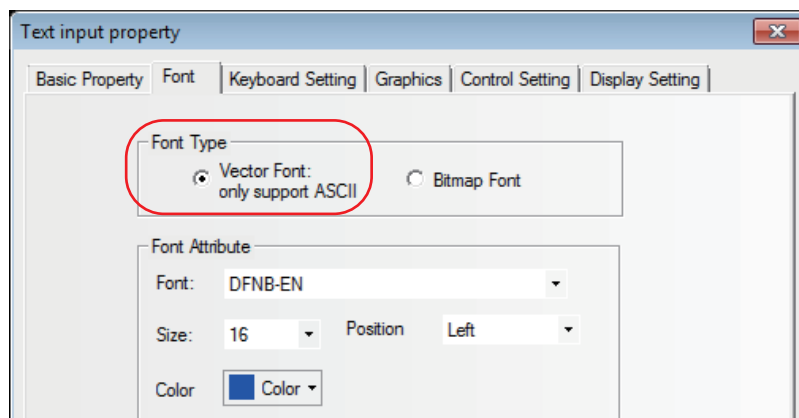 Text input property
Basic Property Font Keyboard Setting Graphics Control Setting Display Setting
Font Type
Vector Font:
only support ASCII
Bitmap Font
Font Attribute
Font: DFNB-EN
Size: 16 Position Left
Color Color